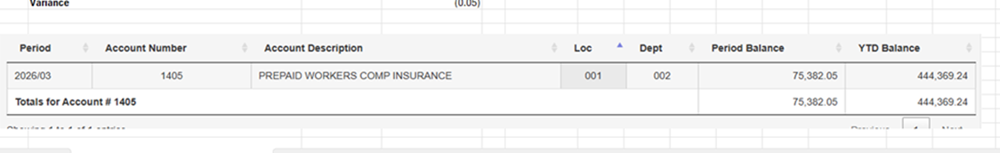 Variance (0.05)
Period Account Number Account Description Loc Dept Period Balance YTD Balance
2026/03 1405 PREPAID WORKERS COMP INSURANCE 001 002 75,382.05 444,369.24
Totals for Account # 1405 75,382.05 444,369.24